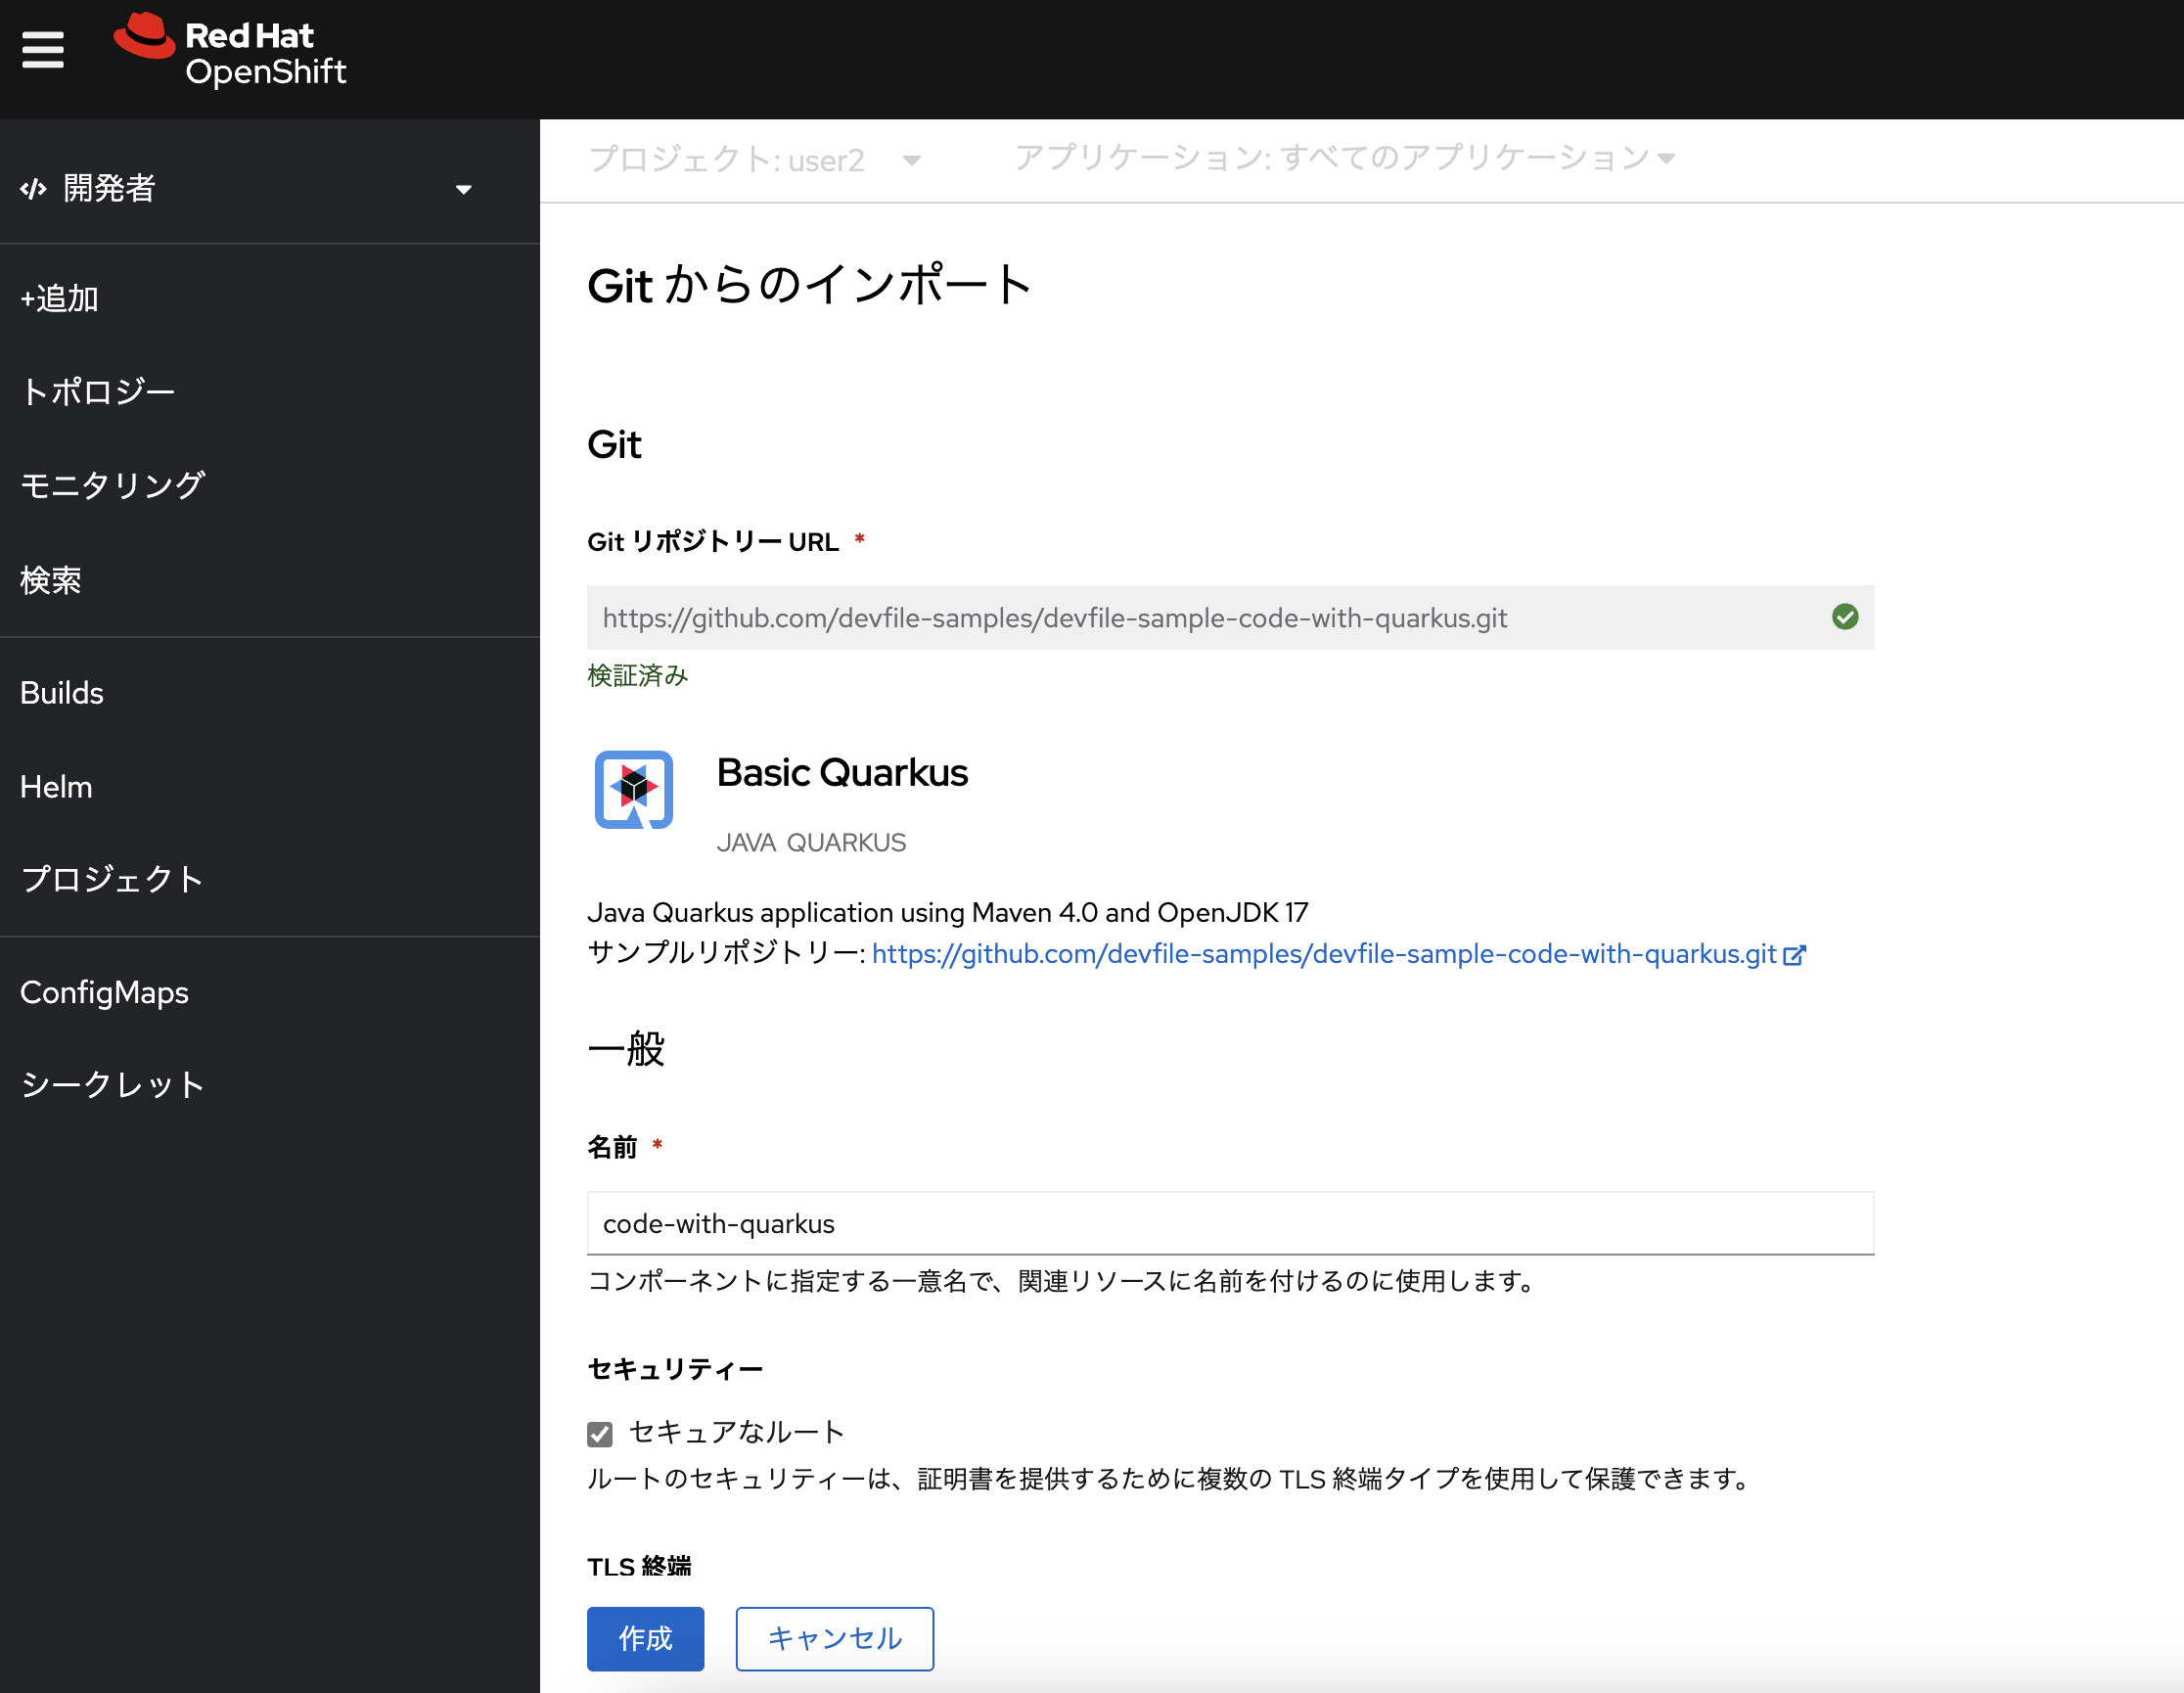 Red Hat
OpenShift
開発者
+追加
トポロジー
モニタリング
検索
Builds
Helm
プロジェクト
ConfigMaps
シークレット
プロジェクト: user2
アプリケーション: すべてのアプリケーション
Git からのインポート
Git
Git リポジトリー URL *
https://github.com/devfile-samples/devfile-sample-code-with-quarkus.git
検証済み
Basic Quarkus
JAVA QUARKUS
Java Quarkus application using Maven 4.0 and OpenJDK 17
サンプルリポジトリー: https://github.com/devfile-samples/devfile-sample-code-with-quarkus.git
一般
名前 *
code-with-quarkus
コンポーネントに指定する一意名で、関連リソースに名前を付けるのに使用します。
セキュリティー
セキュアなルート
ルートのセキュリティーは、証明書を提供するために複数の TLS 終端タイプを使用して保護できます。
TLS 終端
作成
キャンセル